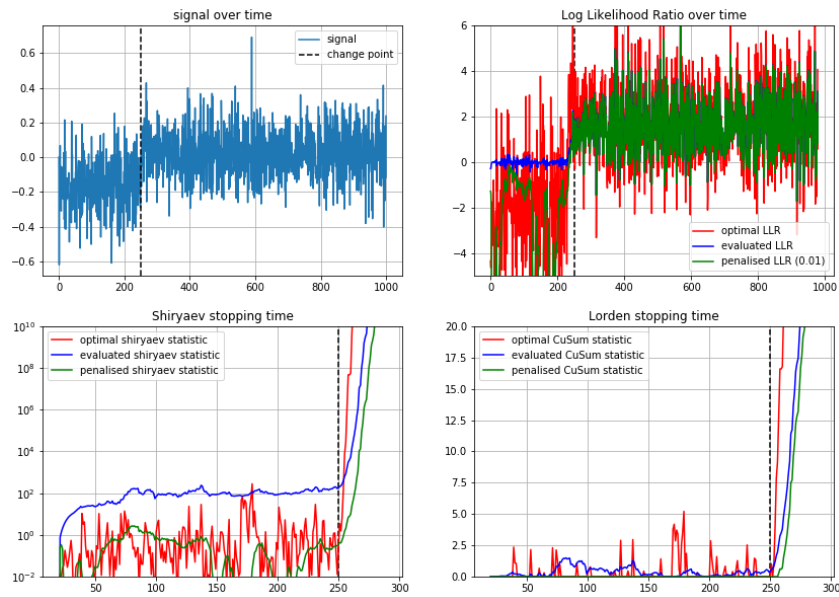 signal over time
0.6
0.4
0.2
0.0
−0.2
−0.4
−0.6
0 200 400 600 800 1000
signal
change point
Log Likelihood Ratio over time
6
4
2
0
−2
−4
0 200 400 600 800 1000
optimal LLR
evaluated LLR
penalised LLR (0.01)
Shiryaev stopping time
10^10
10^8
10^6
10^4
10^2
10^0
10^−2
50 100 150 200 250 300
optimal shiryaev statistic
evaluated shiryaev statistic
penalised shiryaev statistic
Lorden stopping time
20.0
17.5
15.0
12.5
10.0
7.5
5.0
2.5
0.0
50 100 150 200 250 300
optimal CuSum statistic
evaluated CuSum statistic
penalised CuSum statistic